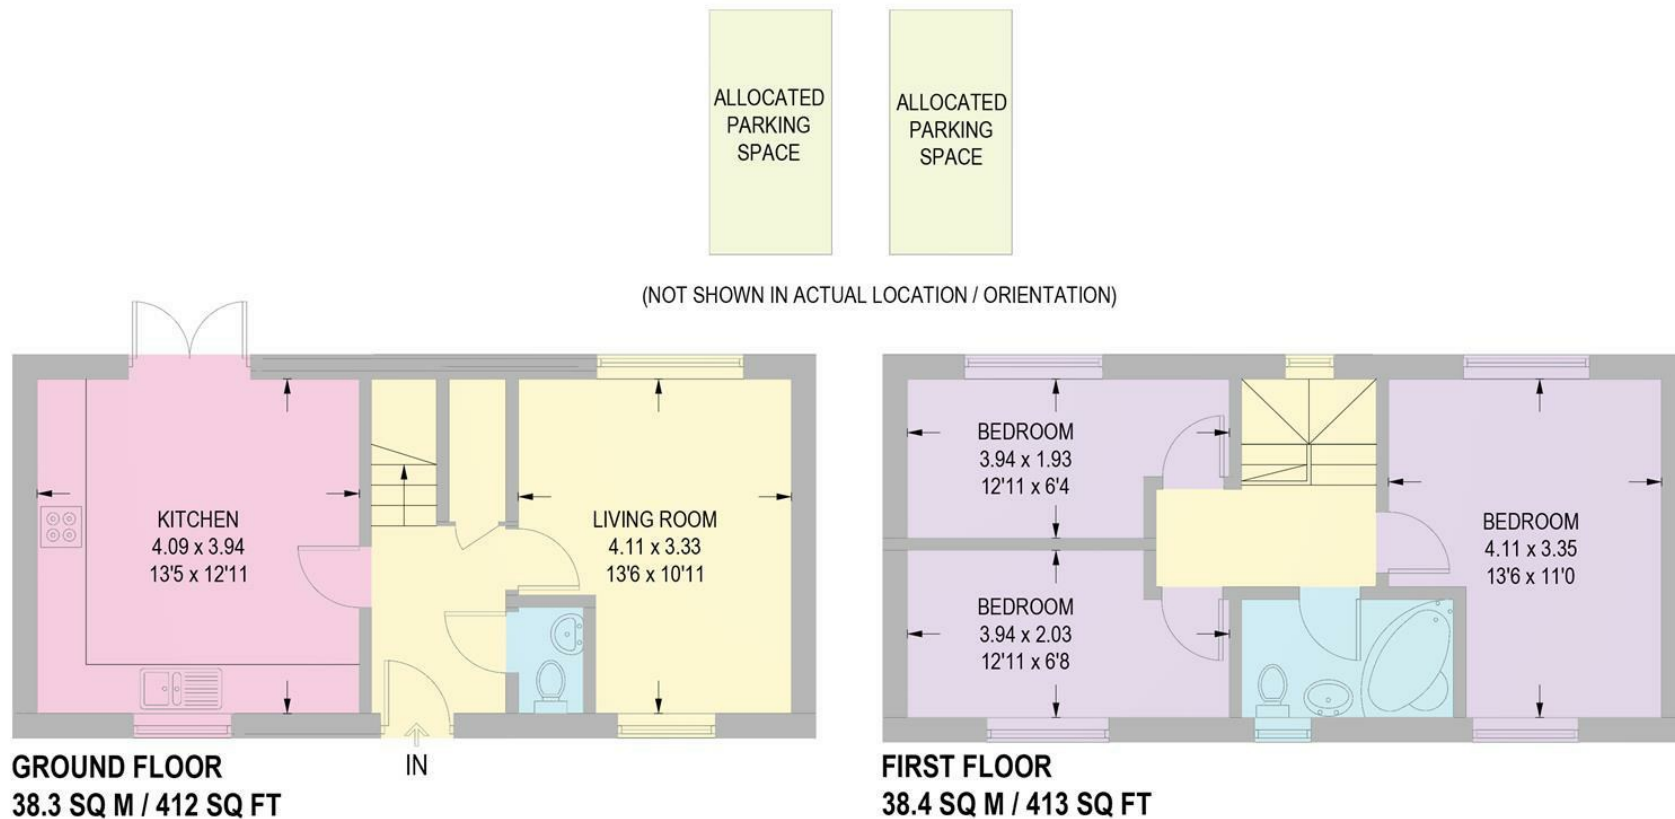 ALLOCATED
PARKING
SPACE
ALLOCATED
PARKING
SPACE
(NOT SHOWN IN ACTUAL LOCATION / ORIENTATION)
KITCHEN
4.09 x 3.94
13'5 x 12'11
LIVING ROOM
4.11 x 3.33
13'6 x 10'11
IN
GROUND FLOOR
38.3 SQ M / 412 SQ FT
BEDROOM
3.94 x 1.93
12'11 x 6'4
BEDROOM
3.94 x 2.03
12'11 x 6'8
BEDROOM
4.11 x 3.35
13'6 x 11'0
FIRST FLOOR
38.4 SQ M / 413 SQ FT